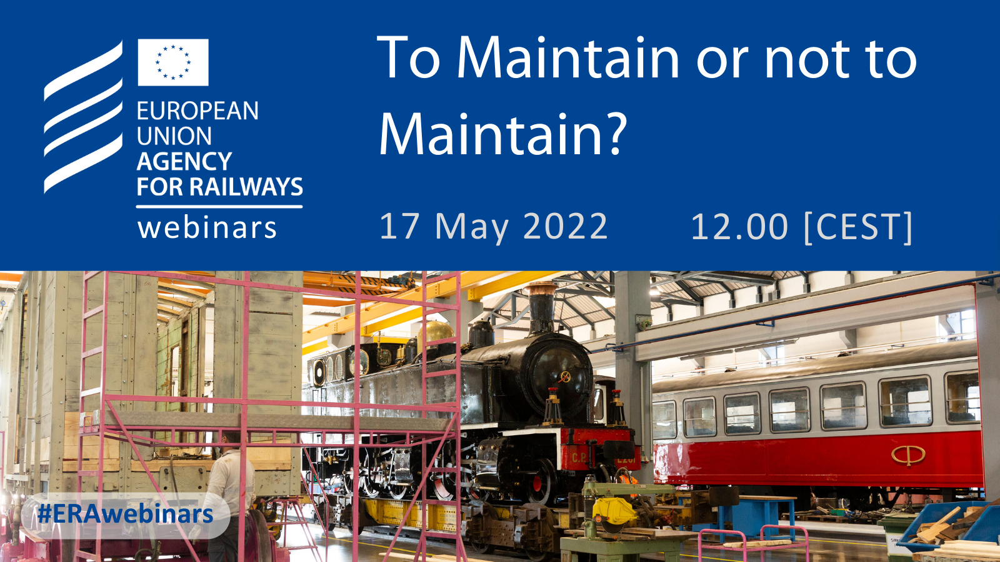 EUROPEAN
UNION
AGENCY
FOR RAILWAYS
webinars
To Maintain or not to
Maintain?
17 May 2022 12.00 [CEST]
C.P.
#ERAwebinars